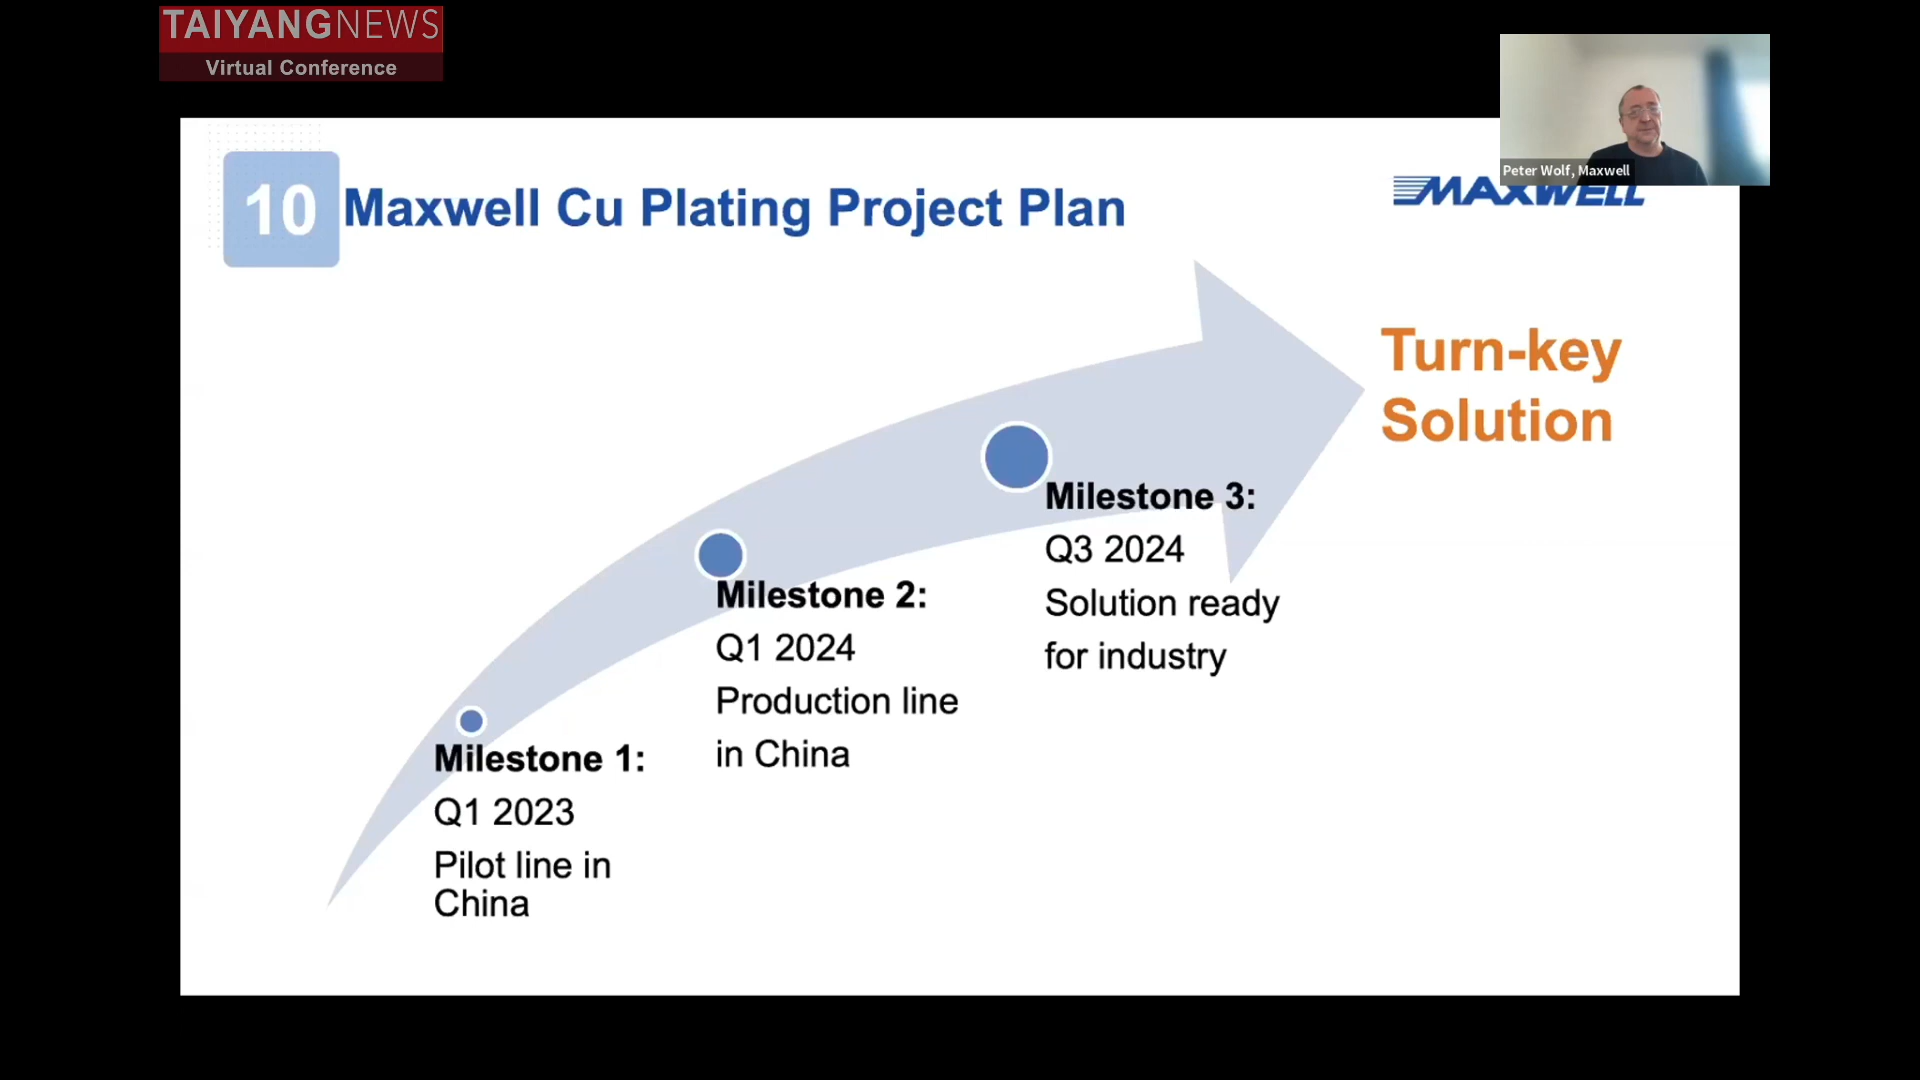 TAIYANGNEWS
Virtual Conference
Peter Wolf, Maxwell
MAXWELL
10
Maxwell Cu Plating Project Plan
Turn-key
Solution
Milestone 3:
Q3 2024
Solution ready
for industry
Milestone 2:
Q1 2024
Production line
in China
Milestone 1:
Q1 2023
Pilot line in
China